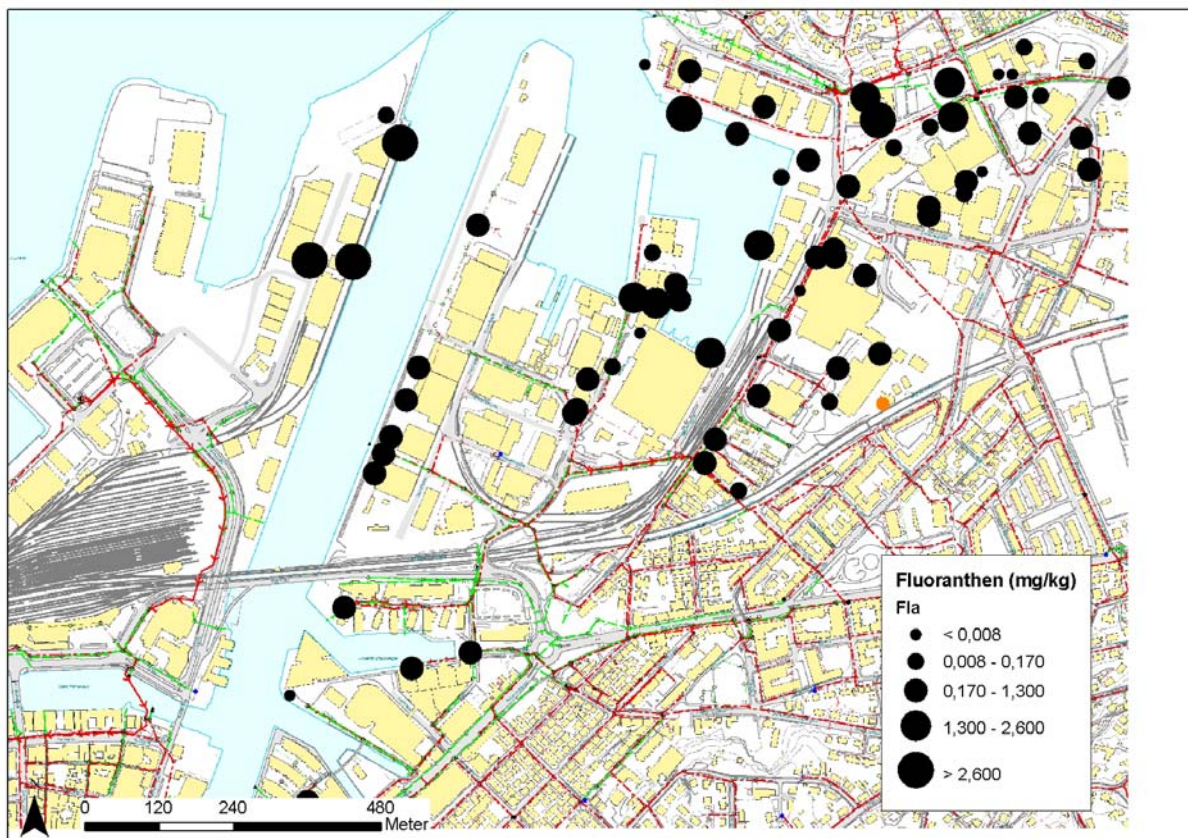 Fluoranthen (mg/kg)
Fla
< 0,008
0,008 - 0,170
0,170 - 1,300
1,300 - 2,600
> 2,600
0 120 240 480
Meter